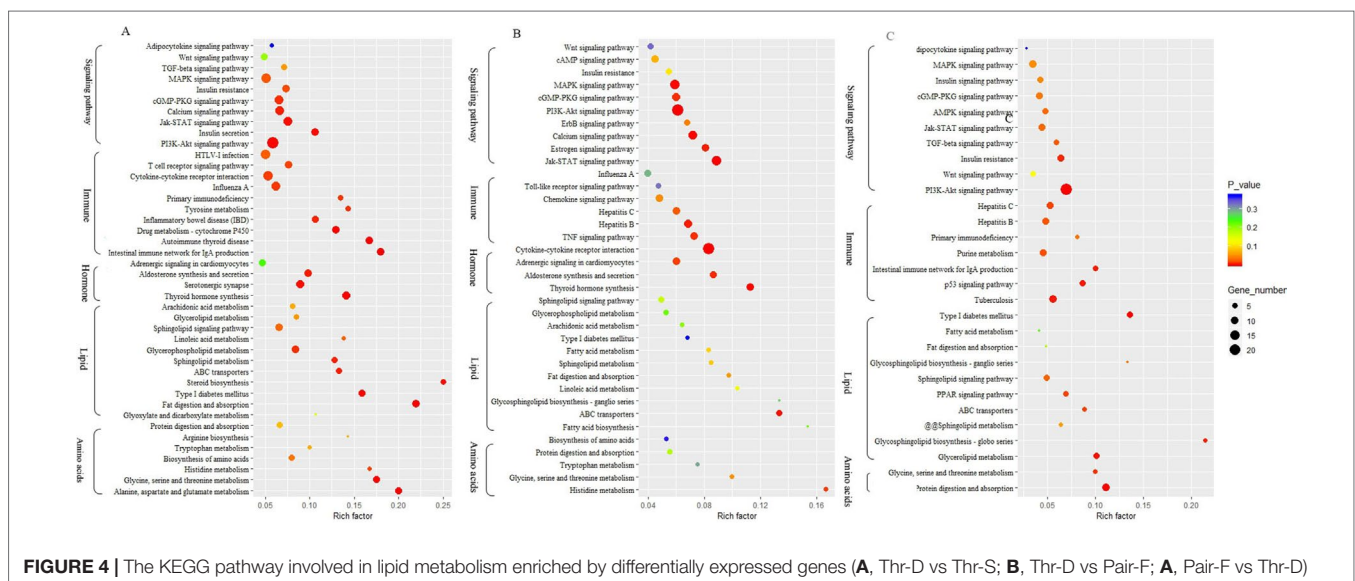 A
Signaling pathway
Adipocytokine signaling pathway
Wnt signaling pathway
TGF-beta signaling pathway
MAPK signaling pathway
Insulin resistance
cGMP-PKG signaling pathway
Calcium signaling pathway
Jak-STAT signaling pathway
Insulin secretion
PI3K-Akt signaling pathway
Immune
HTLV-I infection
T cell receptor signaling pathway
Cytokine-cytokine receptor interaction
Influenza A
Primary immunodeficiency
Tyrosine metabolism
Inflammatory bowel disease (IBD)
Drug metabolism - cytochrome P450
Autoimmune thyroid disease
Intestinal immune network for IgA production
Hormone
Adrenergic signaling in cardiomyocytes
Aldosterone synthesis and secretion
Serotonergic synapse
Thyroid hormone synthesis
Lipid
Arachidonic acid metabolism
Glycerolipid metabolism
Sphingolipid signaling pathway
Linoleic acid metabolism
Glycerophospholipid metabolism
Sphingolipid metabolism
ABC transporters
Steroid biosynthesis
Type I diabetes mellitus
Fat digestion and absorption
Glyoxylate and dicarboxylate metabolism
Amino acids
Protein digestion and absorption
Arginine biosynthesis
Tryptophan metabolism
Biosynthesis of amino acids
Histidine metabolism
Glycine, serine and threonine metabolism
Alanine, aspartate and glutamate metabolism
0.05 0.10 0.15 0.20 0.25
Rich factor
B
Signaling pathway
Wnt signaling pathway
cAMP signaling pathway
Insulin resistance
MAPK signaling pathway
cGMP-PKG signaling pathway
PI3K-Akt signaling pathway
ErbB signaling pathway
Calcium signaling pathway
Estrogen signaling pathway
Jak-STAT signaling pathway
Immune
Influenza A
Toll-like receptor signaling pathway
Chemokine signaling pathway
Hepatitis C
Hepatitis B
TNF signaling pathway
Cytokine-cytokine receptor interaction
Hormone
Adrenergic signaling in cardiomyocytes
Aldosterone synthesis and secretion
Thyroid hormone synthesis
Lipid
Sphingolipid signaling pathway
Glycerophospholipid metabolism
Arachidonic acid metabolism
Type I diabetes mellitus
Fatty acid metabolism
Sphingolipid metabolism
Fat digestion and absorption
Linoleic acid metabolism
Glycosphingolipid biosynthesis - ganglio series
ABC transporters
Fatty acid biosynthesis
Amino acids
Biosynthesis of amino acids
Protein digestion and absorption
Tryptophan metabolism
Glycine, serine and threonine metabolism
Histidine metabolism
0.04 0.08 0.12 0.16
Rich factor
C
Signaling pathway
dipocytokine signaling pathway
MAPK signaling pathway
Insulin signaling pathway
cGMP-PKG signaling pathway
AMPK signaling pathway
C
Jak-STAT signaling pathway
TGF-beta signaling pathway
Insulin resistance
Wnt signaling pathway
PI3K-Akt signaling pathway
Immune
Hepatitis C
Hepatitis B
Primary immunodeficiency
Purine metabolism
Intestinal immune network for IgA production
p53 signaling pathway
Tuberculosis
Lipid
Type I diabetes mellitus
Fatty acid metabolism
Fat digestion and absorption
Glycosphingolipid biosynthesis - ganglio series
Sphingolipid signaling pathway
PPAR signaling pathway
ABC transporters
@@Sphingolipid metabolism
Glycosphingolipid biosynthesis - globo series
Glycerolipid metabolism
Amino acids
Glycine, serine and threonine metabolism
Protein digestion and absorption
0.05 0.10 0.15 0.20
Rich factor
P_value
0.3
0.2
0.1
Gene_number
5
10
15
20
FIGURE 4 | The KEGG pathway involved in lipid metabolism enriched by differentially expressed genes (A, Thr-D vs Thr-S; B, Thr-D vs Pair-F; A, Pair-F vs Thr-D)